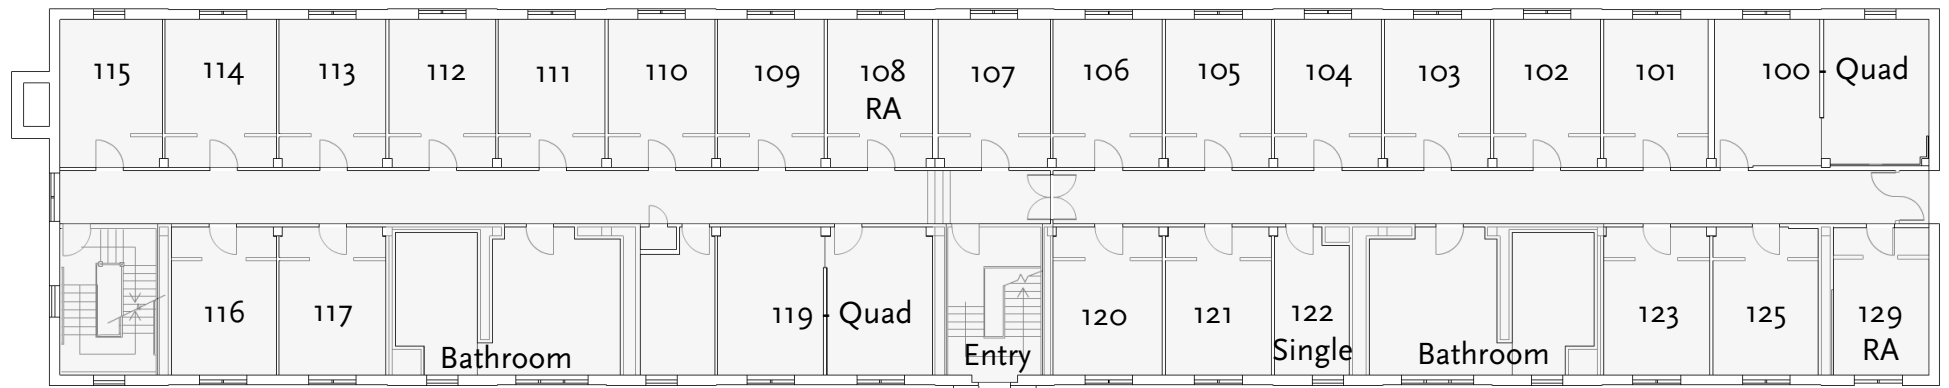 115 114 113 112 111 110 109 108 107 106 105 104 103 102 101 100 - Quad
RA
116 117 119 - Quad 120 121 122 123 125 129
Bathroom Entry Single Bathroom RA